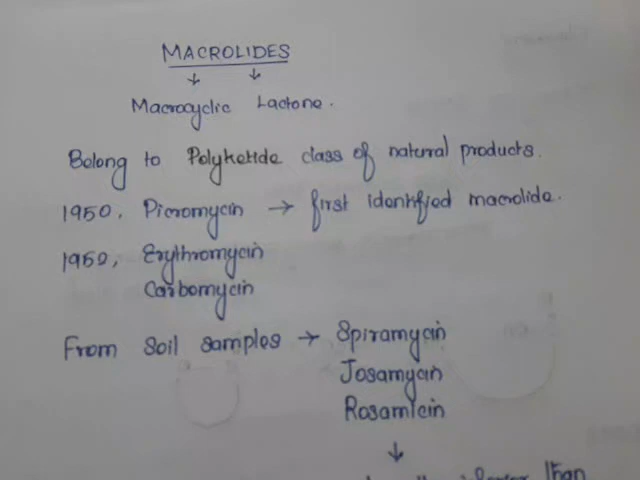 MACROLIDES
↓ ↓
Macrocyclic Lactone.
Belong to Polyketide class of natural products.
1950, Picromycin → first identified macrolide.
1952, Erythromycin
Carbomycin
From soil samples → Spiramycin
Josamycin
Rosamicin
↓
than